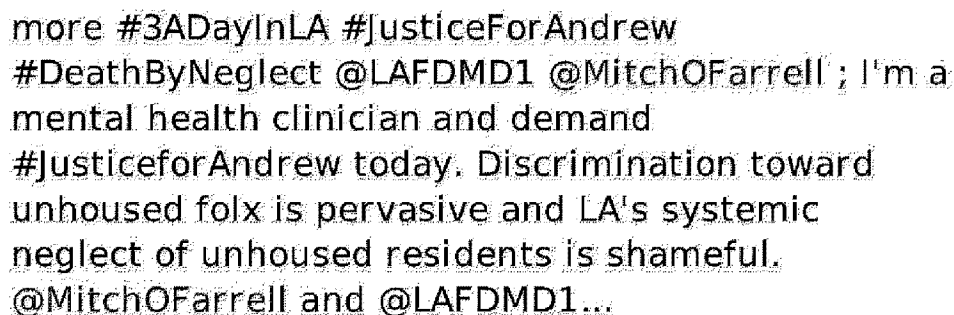 more #3ADayInLA #JusticeForAndrew
#DeathByNeglect @LAFDMD1 @MitchOFarrell ; I'm a
mental health clinician and demand
#JusticeforAndrew today. Discrimination toward
unhoused folx is pervasive and LA's systemic
neglect of unhoused residents is shameful.
@MitchOFarrell and @LAFDMD1...